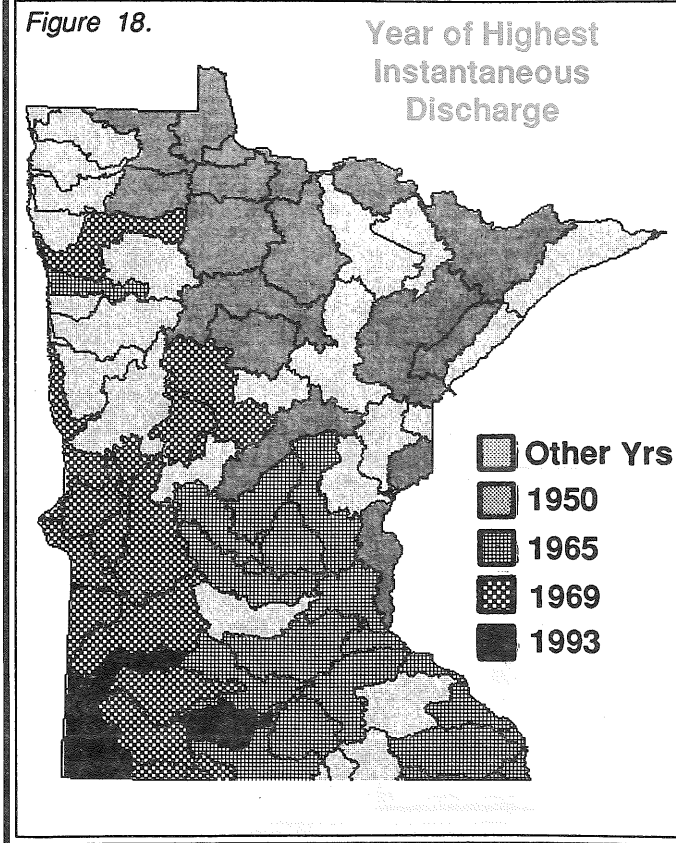 Figure 18.
Year of Highest
Instantaneous
Discharge
Other Yrs
1950
1965
1969
1993